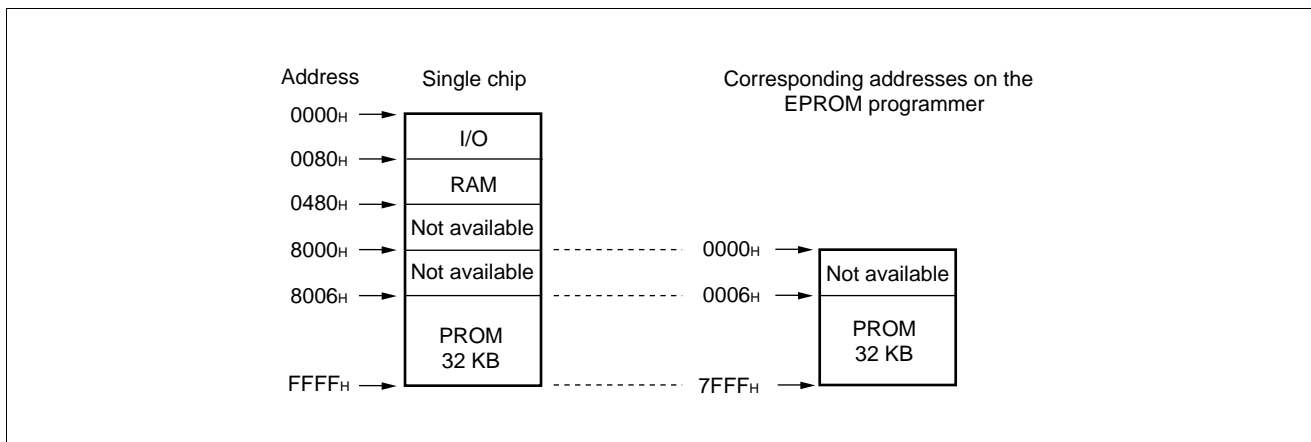 Address
Single chip
Corresponding addresses on the
EPROM programmer
0000H
I/O
0080H
RAM
0480H
Not available
8000H
0000H
Not available
Not available
8006H
0006H
PROM
32 KB
PROM
32 KB
FFFFH
7FFFH